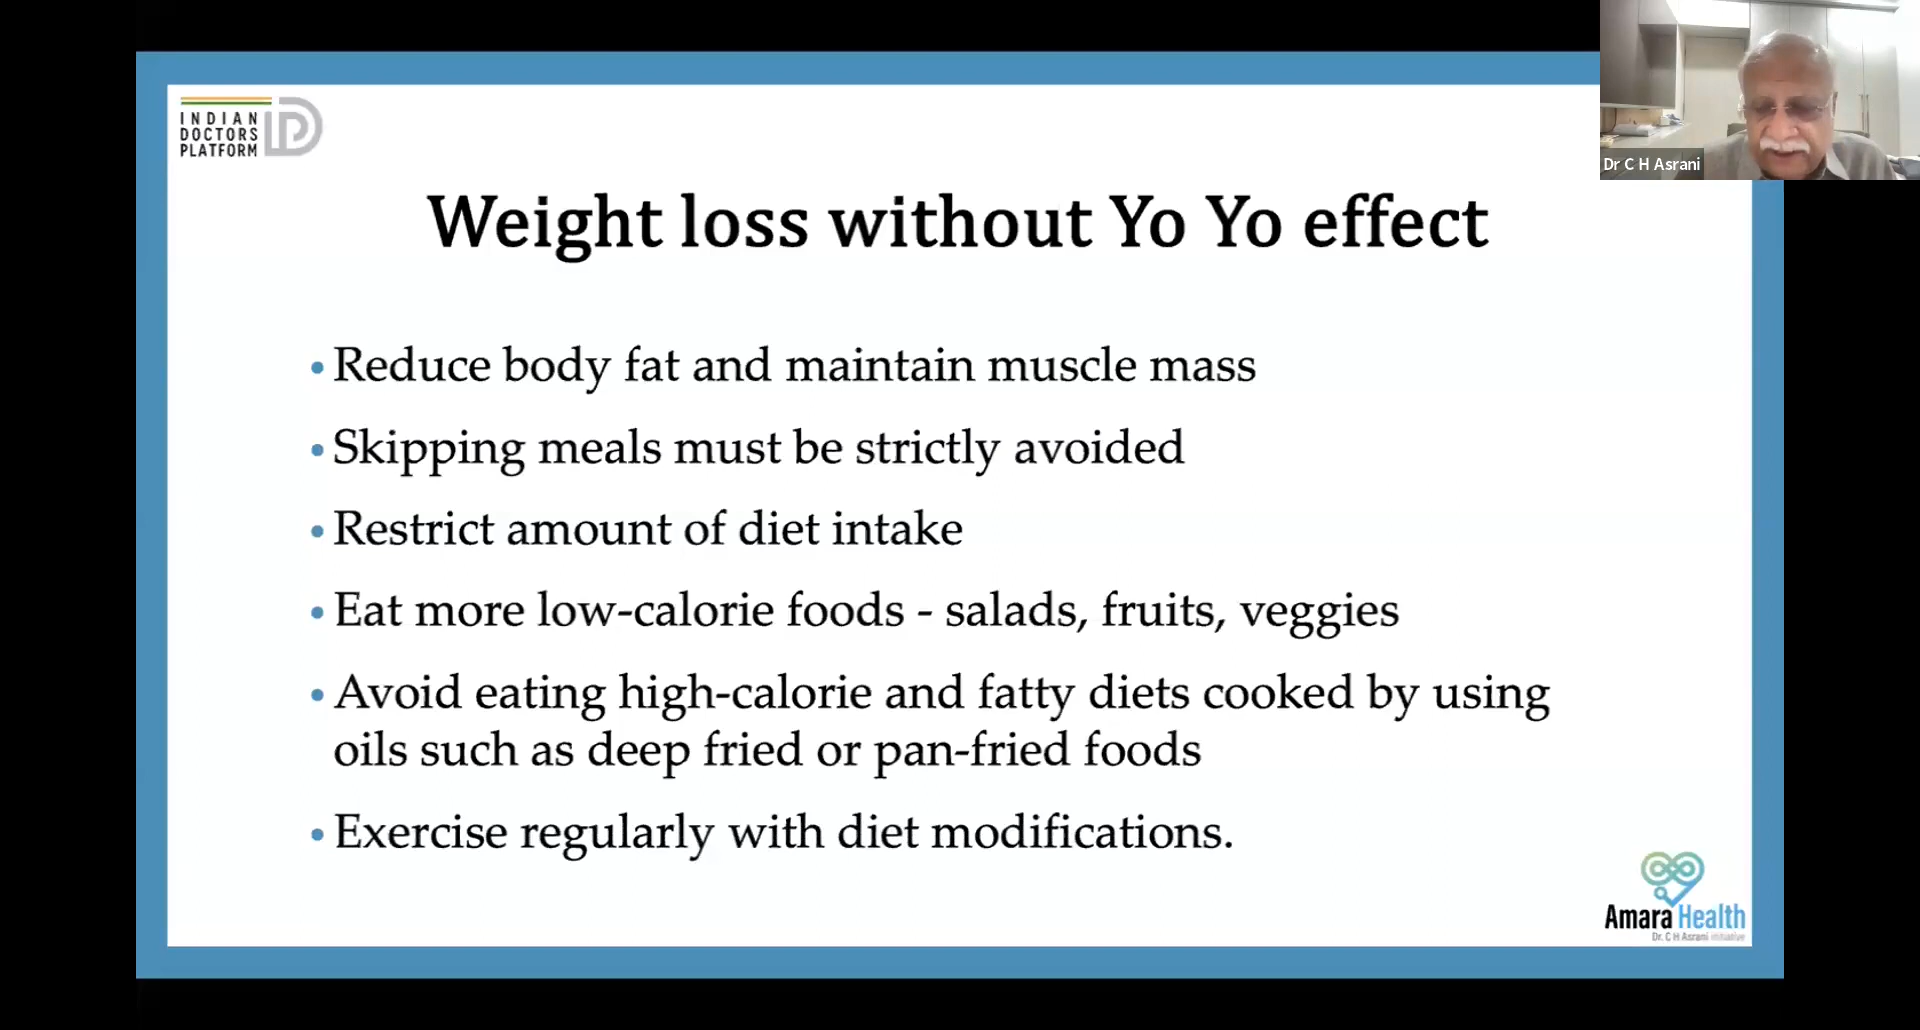 INDIAN
DOCTORS
PLATFORM
Dr C H Asrani
Weight loss without Yo Yo effect
• Reduce body fat and maintain muscle mass
• Skipping meals must be strictly avoided
• Restrict amount of diet intake
• Eat more low-calorie foods - salads, fruits, veggies
• Avoid eating high-calorie and fatty diets cooked by using
oils such as deep fried or pan-fried foods
• Exercise regularly with diet modifications.
Amara Health
Dr. C H Asrani initiative